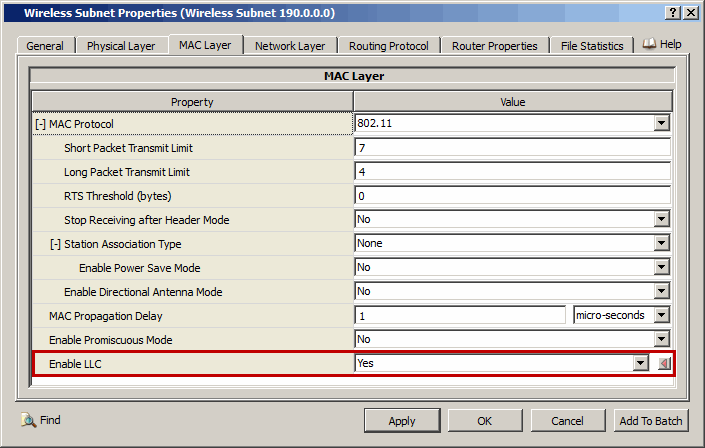 Wireless Subnet Properties (Wireless Subnet 190.0.0.0)
General Physical Layer MAC Layer Network Layer Routing Protocol Router Properties File Statistics Help
MAC Layer
Property Value
[-] MAC Protocol 802.11
Short Packet Transmit Limit 7
Long Packet Transmit Limit 4
RTS Threshold (bytes) 0
Stop Receiving after Header Mode No
[-] Station Association Type None
Enable Power Save Mode No
Enable Directional Antenna Mode No
MAC Propagation Delay 1 micro-seconds
Enable Promiscuous Mode No
Enable LLC Yes
Find Apply OK Cancel Add To Batch